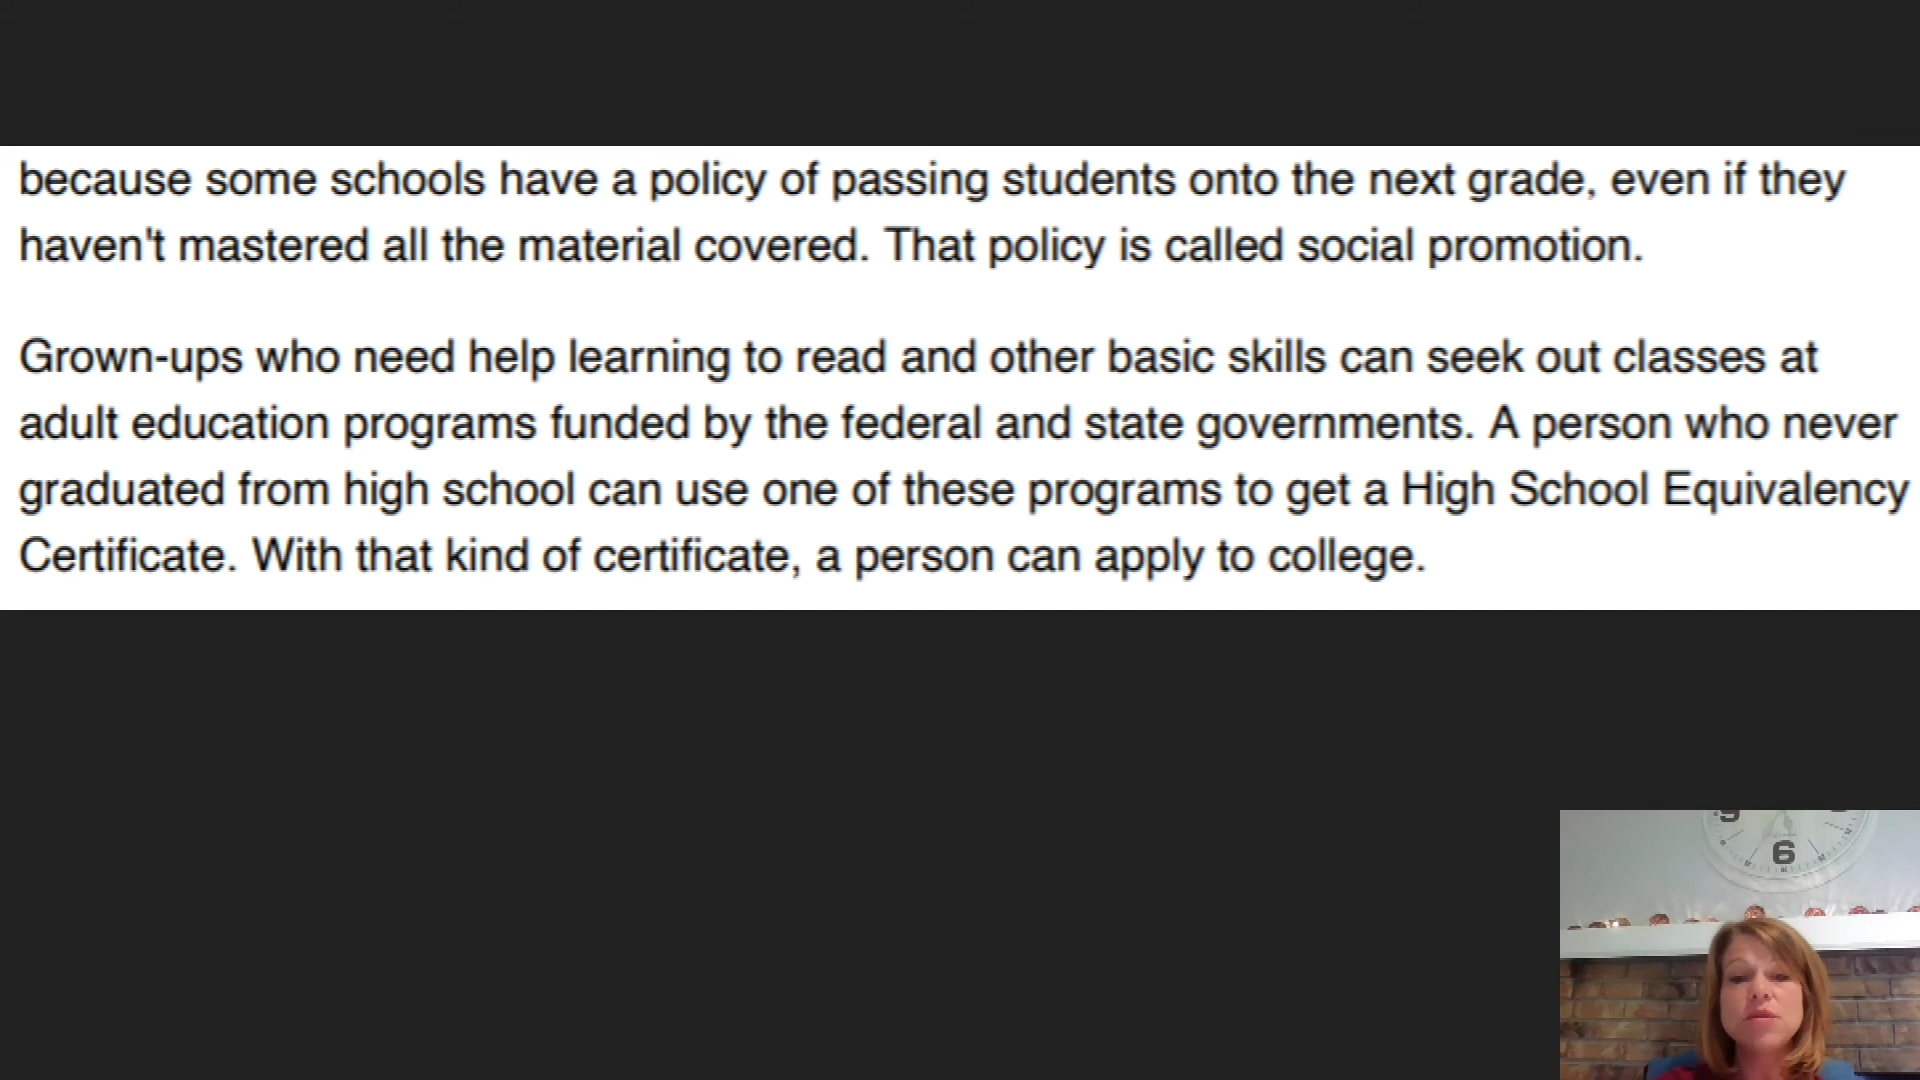 because some schools have a policy of passing students onto the next grade, even if they
haven't mastered all the material covered. That policy is called social promotion.
Grown-ups who need help learning to read and other basic skills can seek out classes at
adult education programs funded by the federal and state governments. A person who never
graduated from high school can use one of these programs to get a High School Equivalency
Certificate. With that kind of certificate, a person can apply to college.
9
6